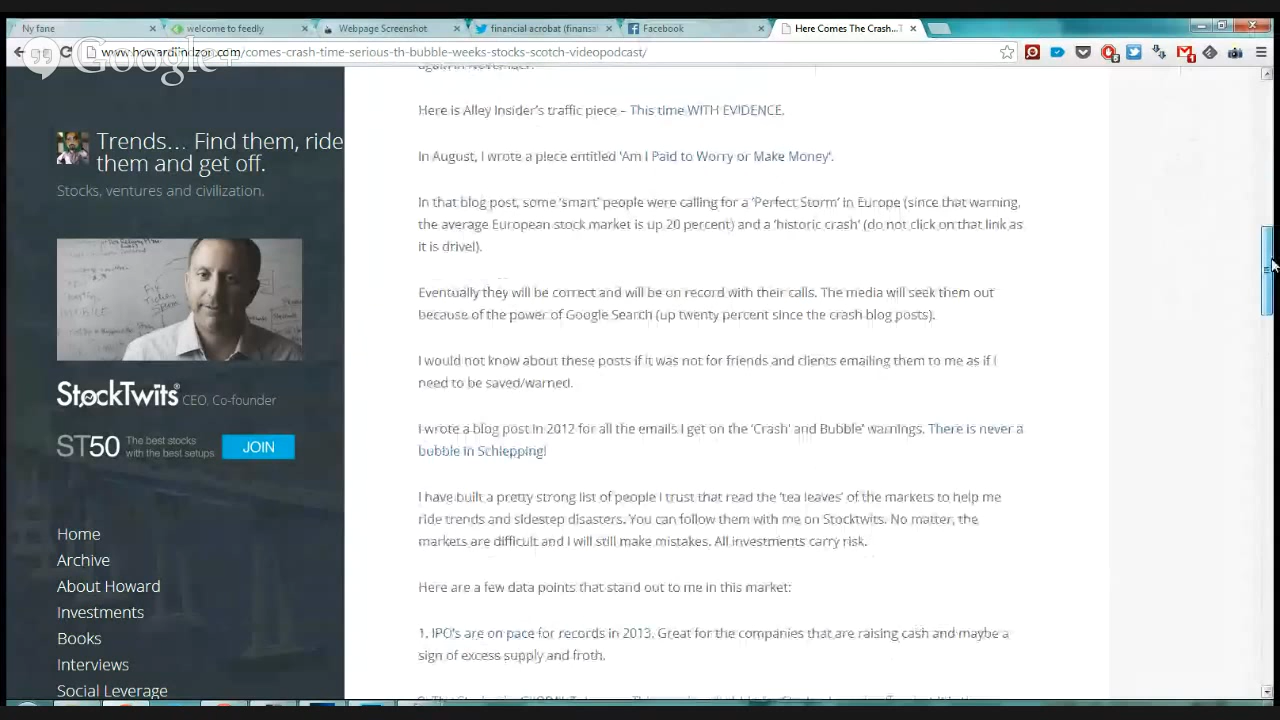 Ny fane
welcome to feedly
Webpage Screenshot
financial acrobat (finansa
Facebook
Here Comes The Crash...T
Google+
/comes-crash-time-serious-th-bubble-weeks-stocks-scotch-videopodcast/
again in November.
Trends… Find them, ride
them and get off.
Stocks, ventures and civilization.
StockTwits® CEO, Co-founder
ST50 The best stocks
with the best setups
JOIN
Home
Archive
About Howard
Investments
Books
Interviews
Social Leverage
Here is Alley Insider's traffic piece – This time WITH EVIDENCE.
In August, I wrote a piece entitled 'Am I Paid to Worry or Make Money'.
In that blog post, some 'smart' people were calling for a 'Perfect Storm' in Europe (since that warning,
the average European stock market is up 20 percent) and a 'historic crash' (do not click on that link as
it is drivel).
Eventually they will be correct and will be on record with their calls. The media will seek them out
because of the power of Google Search (up twenty percent since the crash blog posts).
I would not know about these posts if it was not for friends and clients emailing them to me as if I
need to be saved/warned.
I wrote a blog post in 2012 for all the emails I get on the 'Crash' and Bubble' warnings. There is never a
bubble in Schlepping!
I have built a pretty strong list of people I trust that read the 'tea leaves' of the markets to help me
ride trends and sidestep disasters. You can follow them with me on Stocktwits. No matter, the
markets are difficult and I will still make mistakes. All investments carry risk.
Here are a few data points that stand out to me in this market:
1. IPO's are on pace for records in 2013. Great for the companies that are raising cash and maybe a
sign of excess supply and froth.